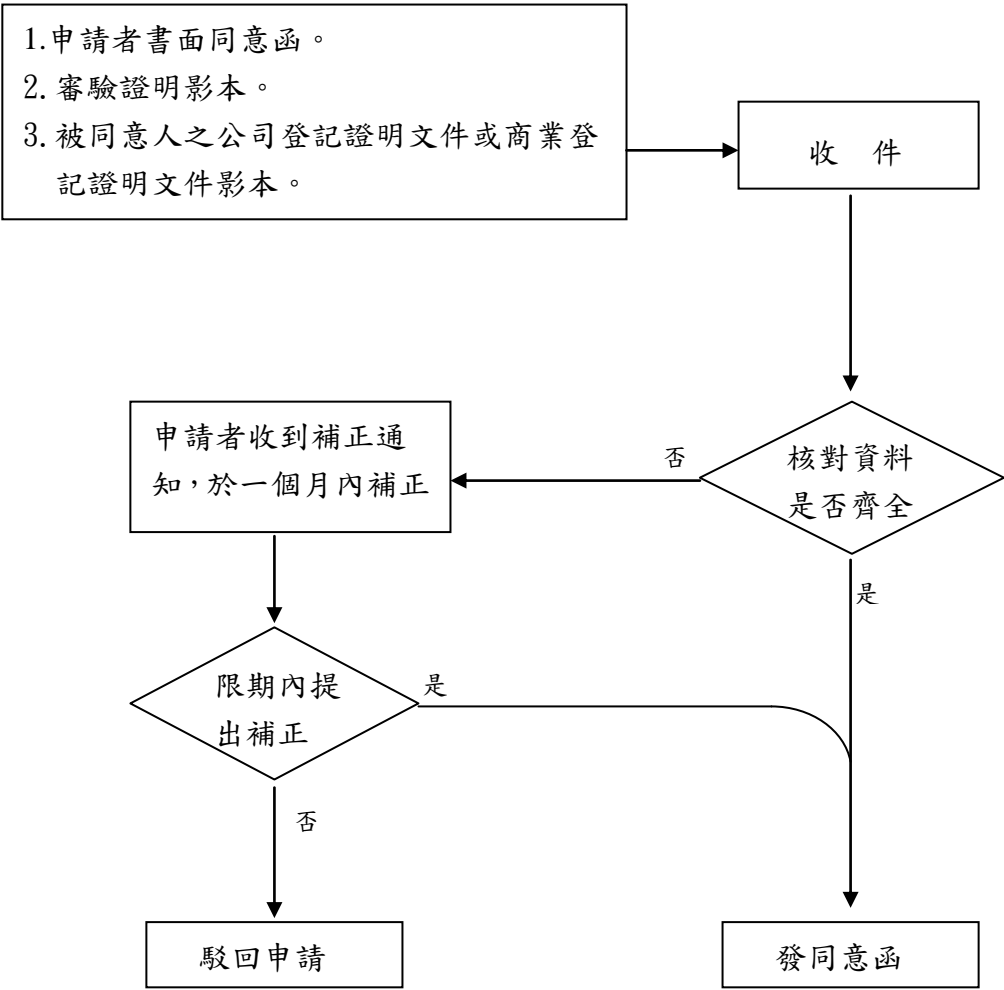 1.申請者書面同意函。
2.審驗證明影本。
3.被同意人之公司登記證明文件或商業登
記證明文件影本。
收 件
申請者收到補正通
知，於一個月內補正
否
核對資料
是否齊全
是
限期內提
出補正
是
否
駁回申請
發同意函